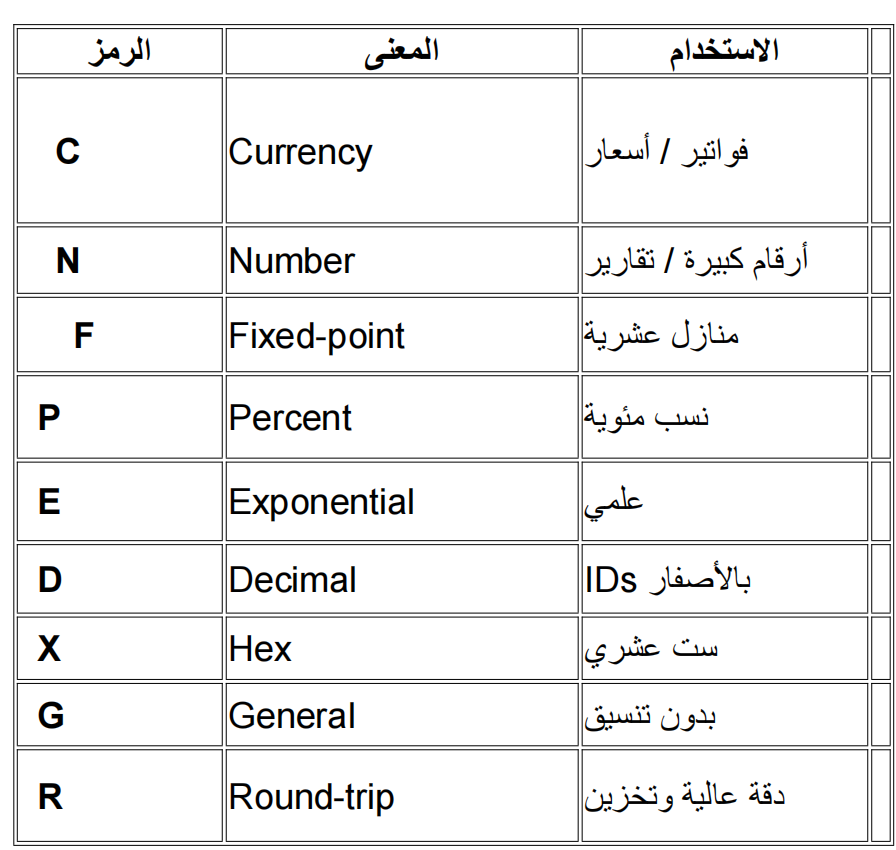 الرمز المعنى الاستخدام
C Currency فواتير / أسعار
N Number أرقام كبيرة / تقارير
F Fixed-point منازل عشرية
P Percent نسب مئوية
E Exponential علمي
D Decimal IDs بالأصفار
X Hex ست عشري
G General بدون تنسيق
R Round-trip دقة عالية وتخزين